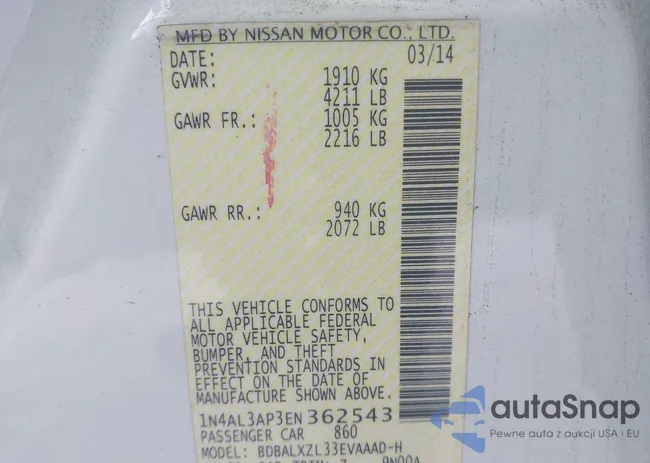 MFD BY NISSAN MOTOR CO., LTD.
DATE: 03/14
GVWR: 1910 KG
4211 LB
GAWR FR.: 1005 KG
2216 LB
GAWR RR.: 940 KG
2072 LB
THIS VEHICLE CONFORMS TO
ALL APPLICABLE FEDERAL
MOTOR VEHICLE SAFETY,
BUMPER, AND THEFT
PREVENTION STANDARDS IN
EFFECT ON THE DATE OF
MANUFACTURE SHOWN ABOVE.
1N4AL3AP3EN362543
PASSENGER CAR 860
MODEL: BDBALXZL33EVAAAD-H
autoSnap
Pewne auta z aukcji USA i EU